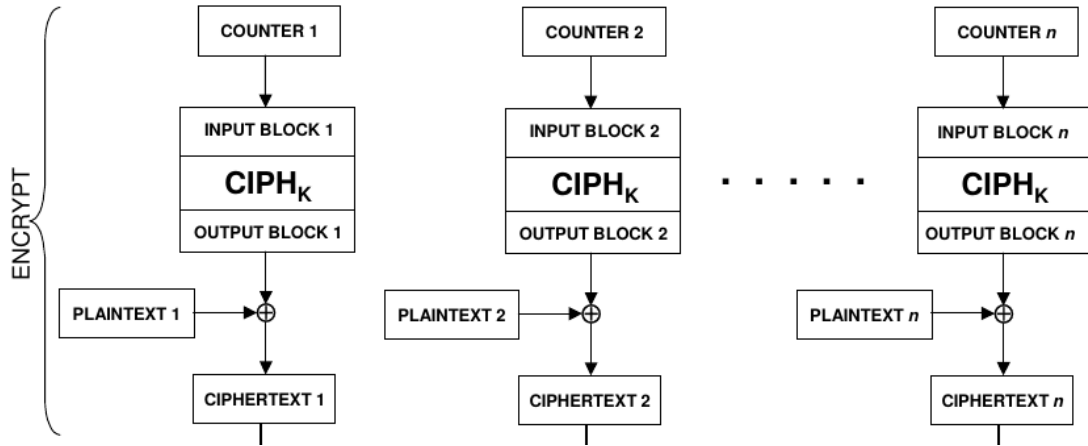 ENCRYPT
COUNTER 1
COUNTER 2
COUNTER n
INPUT BLOCK 1
INPUT BLOCK 2
INPUT BLOCK n
CIPHK
CIPHK
CIPHK
OUTPUT BLOCK 1
OUTPUT BLOCK 2
OUTPUT BLOCK n
PLAINTEXT 1
PLAINTEXT 2
PLAINTEXT n
CIPHERTEXT 1
CIPHERTEXT 2
CIPHERTEXT n